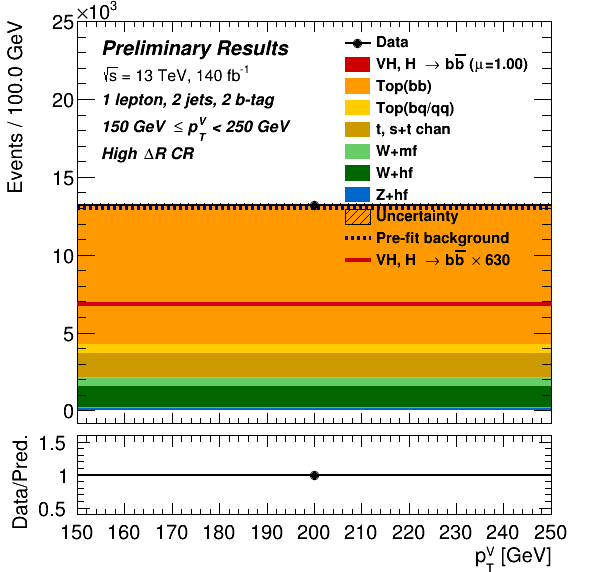 ×10³
Events / 100.0 GeV
25
20
15
10
5
0
Preliminary Results
√s = 13 TeV, 140 fb⁻¹
1 lepton, 2 jets, 2 b-tag
150 GeV ≤ p_T^V < 250 GeV
High ΔR CR
Data
VH, H → bb̅ (μ=1.00)
Top(bb)
Top(bq/qq)
t, s+t chan
W+mf
W+hf
Z+hf
Uncertainty
Pre-fit background
VH, H → bb̅ × 630
Data/Pred.
1.5
1
0.5
150 160 170 180 190 200 210 220 230 240 250
p_T^V [GeV]